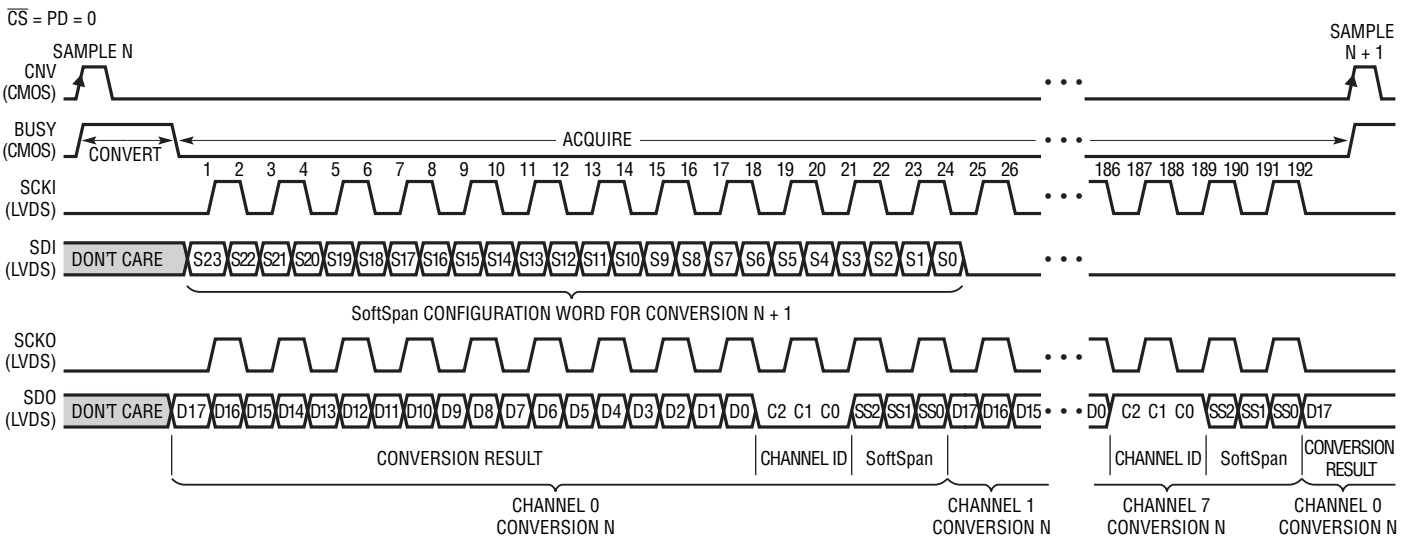 CS = PD = 0
SAMPLE N
SAMPLE
N + 1
CNV
(CMOS)
BUSY
(CMOS)
CONVERT
ACQUIRE
1 2 3 4 5 6 7 8 9 10 11 12 13 14 15 16 17 18 19 20 21 22 23 24 25 26 186 187 188 189 190 191 192
SCKI
(LVDS)
SDI
(LVDS)
DON'T CARE S23 S22 S21 S20 S19 S18 S17 S16 S15 S14 S13 S12 S11 S10 S9 S8 S7 S6 S5 S4 S3 S2 S1 S0
SoftSpan CONFIGURATION WORD FOR CONVERSION N + 1
SCKO
(LVDS)
SDO
(LVDS)
DON'T CARE D17 D16 D15 D14 D13 D12 D11 D10 D9 D8 D7 D6 D5 D4 D3 D2 D1 D0 C2 C1 C0 SS2 SS1 SS0 D17 D16 D15 D0 C2 C1 C0 SS2 SS1 SS0 D17
CONVERSION RESULT
CHANNEL ID
SoftSpan
CHANNEL ID
SoftSpan
CONVERSION
RESULT
CHANNEL 0
CONVERSION N
CHANNEL 1
CONVERSION N
CHANNEL 7
CONVERSION N
CHANNEL 0
CONVERSION N